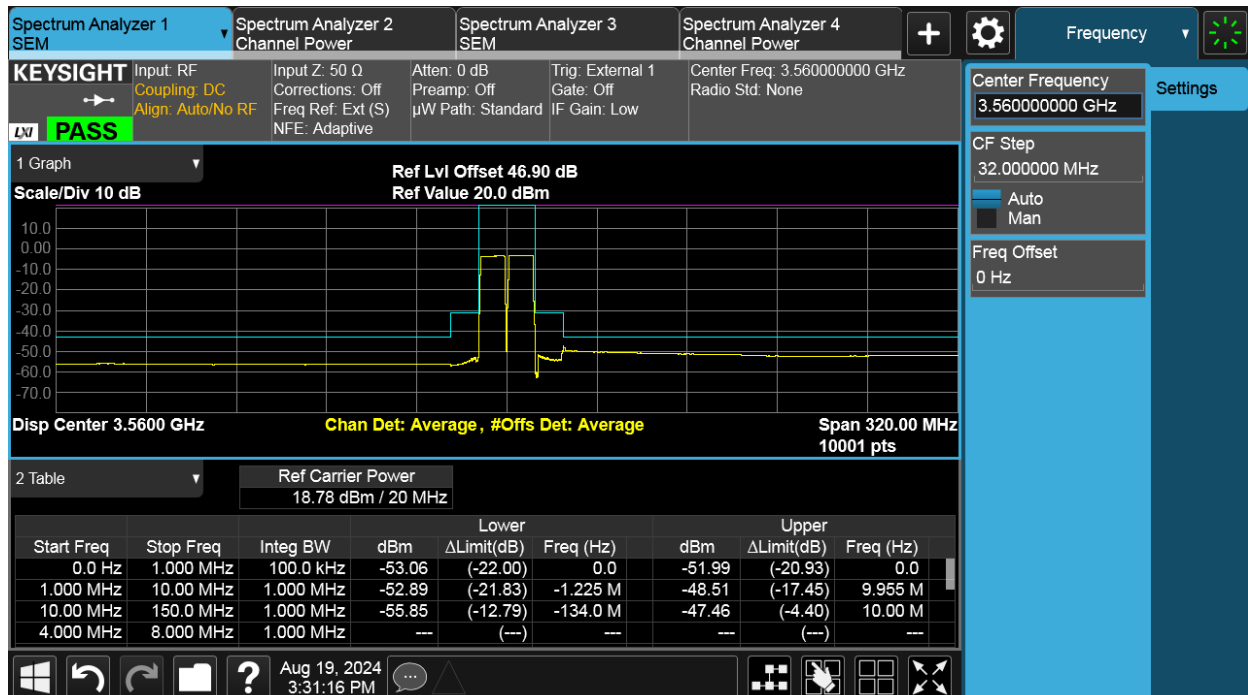 Spectrum Analyzer 1
SEM
Spectrum Analyzer 2
Channel Power
Spectrum Analyzer 3
SEM
Spectrum Analyzer 4
Channel Power
+
Frequency
KEYSIGHT
LXI
PASS
Input: RF
Coupling: DC
Align: Auto/No RF
Input Z: 50 Ω
Corrections: Off
Freq Ref: Ext (S)
NFE: Adaptive
Atten: 0 dB
Preamp: Off
µW Path: Standard
Trig: External 1
Gate: Off
IF Gain: Low
Center Freq: 3.560000000 GHz
Radio Std: None
Center Frequency
3.560000000 GHz
Settings
CF Step
32.000000 MHz
Auto
Man
Freq Offset
0 Hz
1 Graph
Scale/Div 10 dB
Ref Lvl Offset 46.90 dB
Ref Value 20.0 dBm
10.0
0.00
-10.0
-20.0
-30.0
-40.0
-50.0
-60.0
-70.0
Disp Center 3.5600 GHz
Chan Det: Average , #Offs Det: Average
Span 320.00 MHz
10001 pts
2 Table
Ref Carrier Power
18.78 dBm / 20 MHz
Lower Upper
Start Freq Stop Freq Integ BW dBm ΔLimit(dB) Freq (Hz) dBm ΔLimit(dB) Freq (Hz)
0.0 Hz 1.000 MHz 100.0 kHz -53.06 (-22.00) 0.0 -51.99 (-20.93) 0.0
1.000 MHz 10.00 MHz 1.000 MHz -52.89 (-21.83) -1.225 M -48.51 (-17.45) 9.955 M
10.00 MHz 150.0 MHz 1.000 MHz -55.85 (-12.79) -134.0 M -47.46 (-4.40) 10.00 M
4.000 MHz 8.000 MHz 1.000 MHz --- (---) --- --- (---) ---
?
Aug 19, 2024
3:31:16 PM